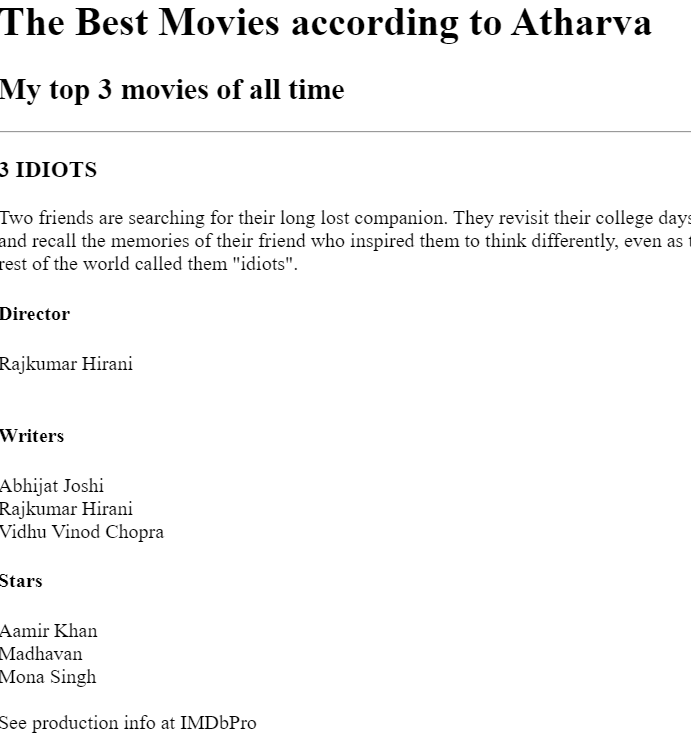 The Best Movies according to Atharva
My top 3 movies of all time
3 IDIOTS
Two friends are searching for their long lost companion. They revisit their college days
and recall the memories of their friend who inspired them to think differently, even as
rest of the world called them "idiots".
Director
Rajkumar Hirani
Writers
Abhijat Joshi
Rajkumar Hirani
Vidhu Vinod Chopra
Stars
Aamir Khan
Madhavan
Mona Singh
See production info at IMDbPro